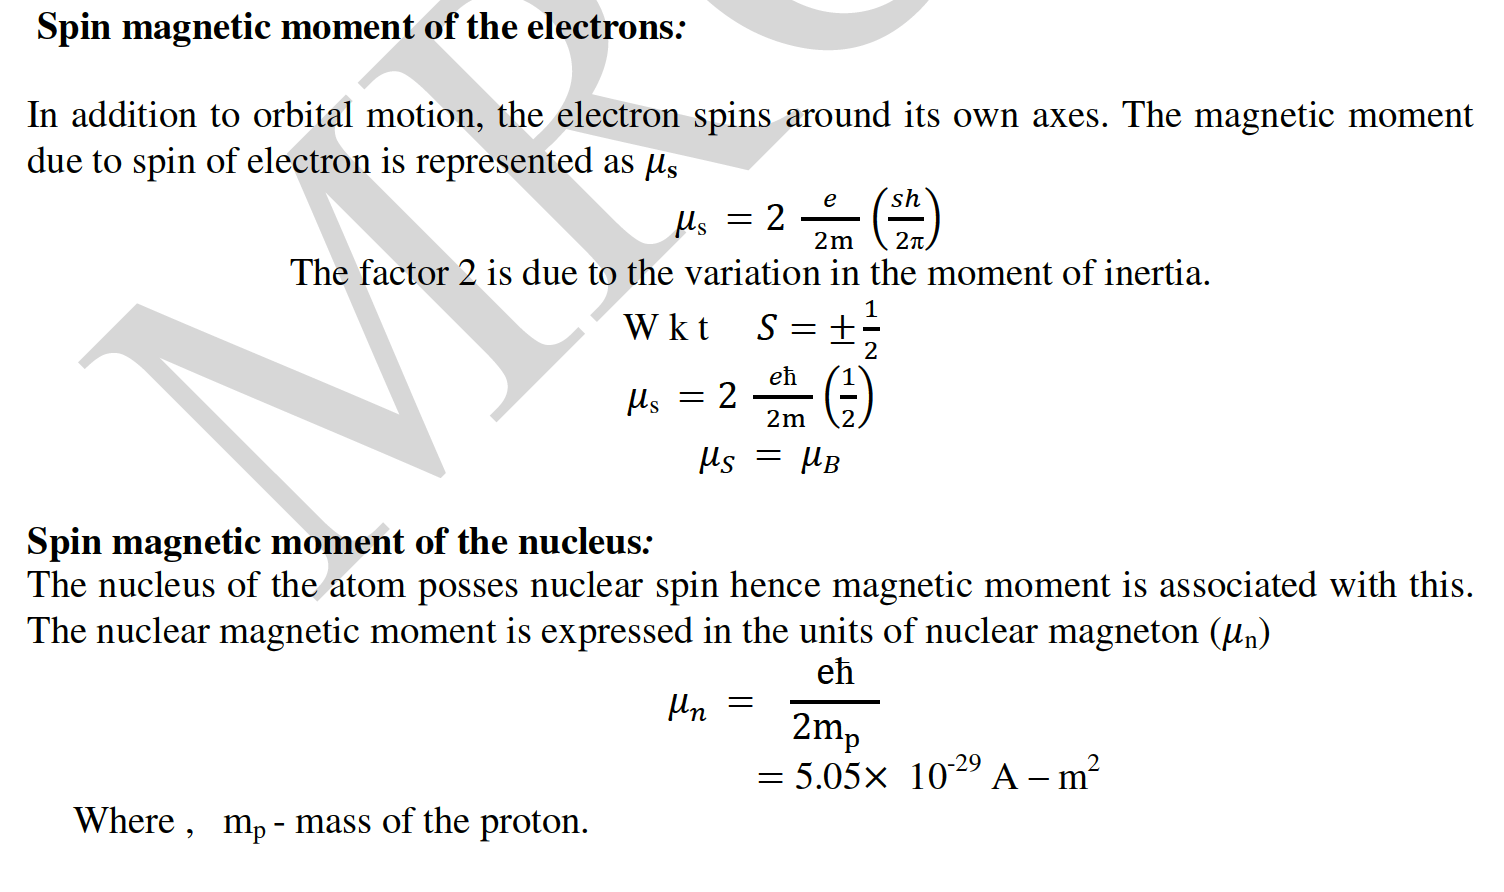 Spin magnetic moment of the electrons:
In addition to orbital motion, the electron spins around its own axes. The magnetic moment
due to spin of electron is represented as μs
μs = 2 e/2m (sh/2π)
The factor 2 is due to the variation in the moment of inertia.
W k t S = ±1/2
μs = 2 eħ/2m (1/2)
μS = μB
Spin magnetic moment of the nucleus:
The nucleus of the atom posses nuclear spin hence magnetic moment is associated with this.
The nuclear magnetic moment is expressed in the units of nuclear magneton (μn)
μn = eħ/2mp
= 5.05× 10-29 A – m2
Where , mp - mass of the proton.